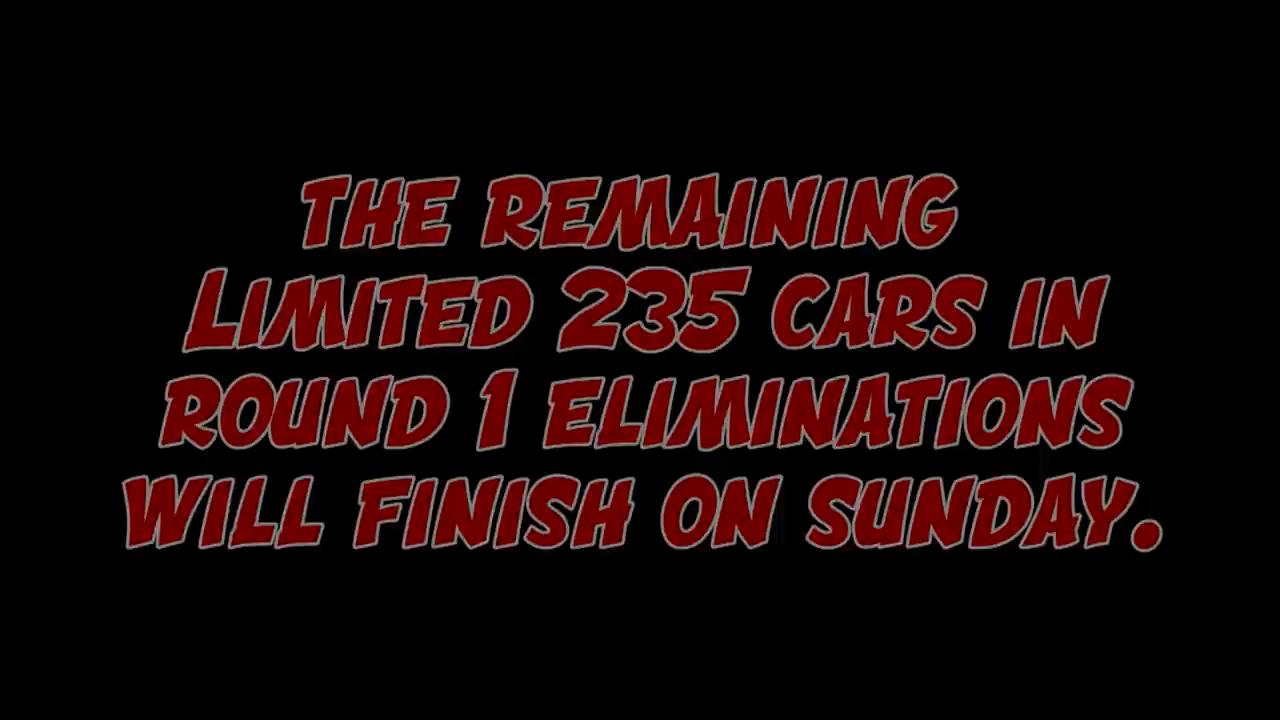 THE REMAINING
LIMITED 235 CARS IN
ROUND 1 ELIMINATIONS
WILL FINISH ON SUNDAY.